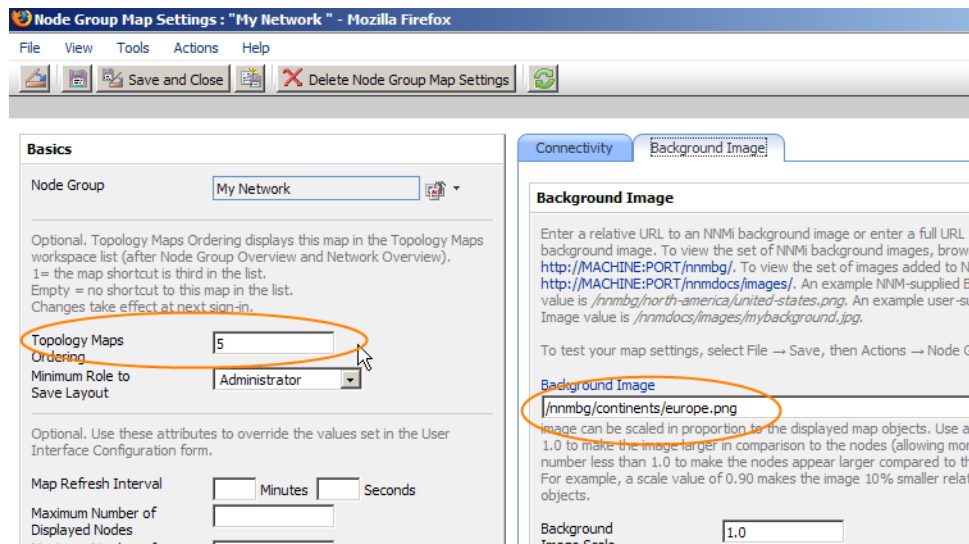 Node Group Map Settings : "My Network " - Mozilla Firefox
File View Tools Actions Help
Save and Close Delete Node Group Map Settings
Basics
Node Group My Network
Optional. Topology Maps Ordering displays this map in the Topology Maps
workspace list (after Node Group Overview and Network Overview).
1= the map shortcut is third in the list.
Empty = no shortcut to this map in the list.
Changes take effect at next sign-in.
Topology Maps
Ordering
5
Minimum Role to
Save Layout
Administrator
Optional. Use these attributes to override the values set in the User
Interface Configuration form.
Map Refresh Interval Minutes Seconds
Maximum Number of
Displayed Nodes
Connectivity Background Image
Background Image
Enter a relative URL to an NNMi background image or enter a full URL
background image. To view the set of NNMi background images, brow
http://MACHINE:PORT/nnmbg/. To view the set of images added to N
http://MACHINE:PORT/nnmdocs/images/. An example NNM-supplied B
value is /nnmbg/north-america/united-states.png. An example user-su
Image value is /nnmdocs/images/mybackground.jpg.
To test your map settings, select File → Save, then Actions → Node G
Background Image
/nnmbg/continents/europe.png
image can be scaled in proportion to the displayed map objects. Use a
1.0 to make the image larger in comparison to the nodes (allowing mor
number less than 1.0 to make the nodes appear larger compared to th
For example, a scale value of 0.90 makes the image 10% smaller relat
objects.
Background
Image Scale
1.0